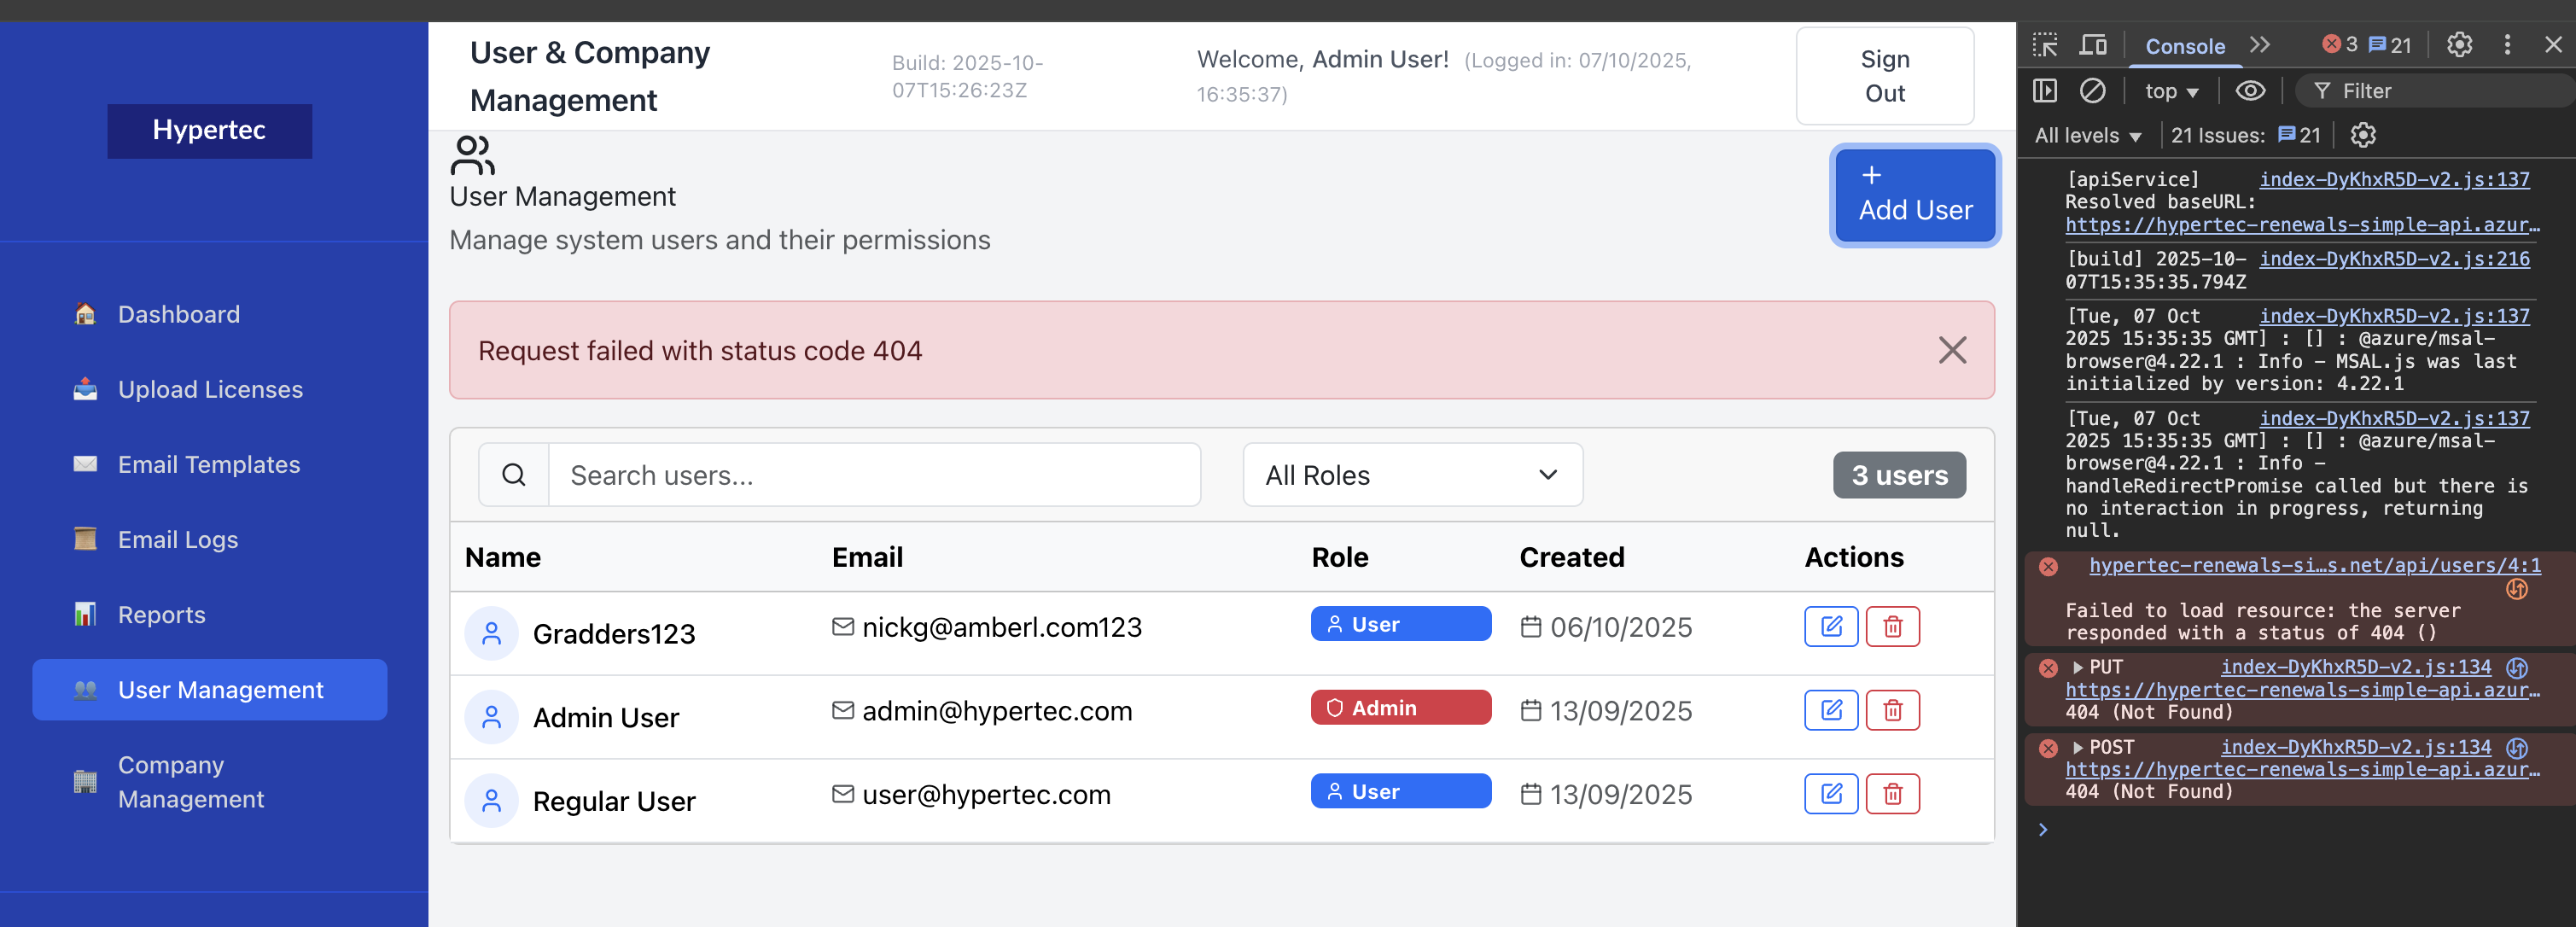 Hypertec
Dashboard
Upload Licenses
Email Templates
Email Logs
Reports
User Management
Company
Management
User & Company
Management
Build: 2025-10-
07T15:26:23Z
Welcome, Admin User! (Logged in: 07/10/2025,
16:35:37)
Sign
Out
User Management
Manage system users and their permissions
+
Add User
Request failed with status code 404
Search users...
All Roles
3 users
Name Email Role Created Actions
Gradders123 nickg@amberl.com123 User 06/10/2025
Admin User admin@hypertec.com Admin 13/09/2025
Regular User user@hypertec.com User 13/09/2025
Console 3 21
top Filter
All levels 21 Issues: 21
[apiService] index-DyKhxR5D-v2.js:137
Resolved baseURL:
https://hypertec-renewals-simple-api.azur…
[build] 2025-10- index-DyKhxR5D-v2.js:216
07T15:35:35.794Z
[Tue, 07 Oct index-DyKhxR5D-v2.js:137
2025 15:35:35 GMT] : [] : @azure/msal-
browser@4.22.1 : Info - MSAL.js was last
initialized by version: 4.22.1
[Tue, 07 Oct index-DyKhxR5D-v2.js:137
2025 15:35:35 GMT] : [] : @azure/msal-
browser@4.22.1 : Info -
handleRedirectPromise called but there is
no interaction in progress, returning
null.
hypertec-renewals-si…s.net/api/users/4:1
Failed to load resource: the server
responded with a status of 404 ()
PUT index-DyKhxR5D-v2.js:134
https://hypertec-renewals-simple-api.azur…
404 (Not Found)
POST index-DyKhxR5D-v2.js:134
https://hypertec-renewals-simple-api.azur…
404 (Not Found)